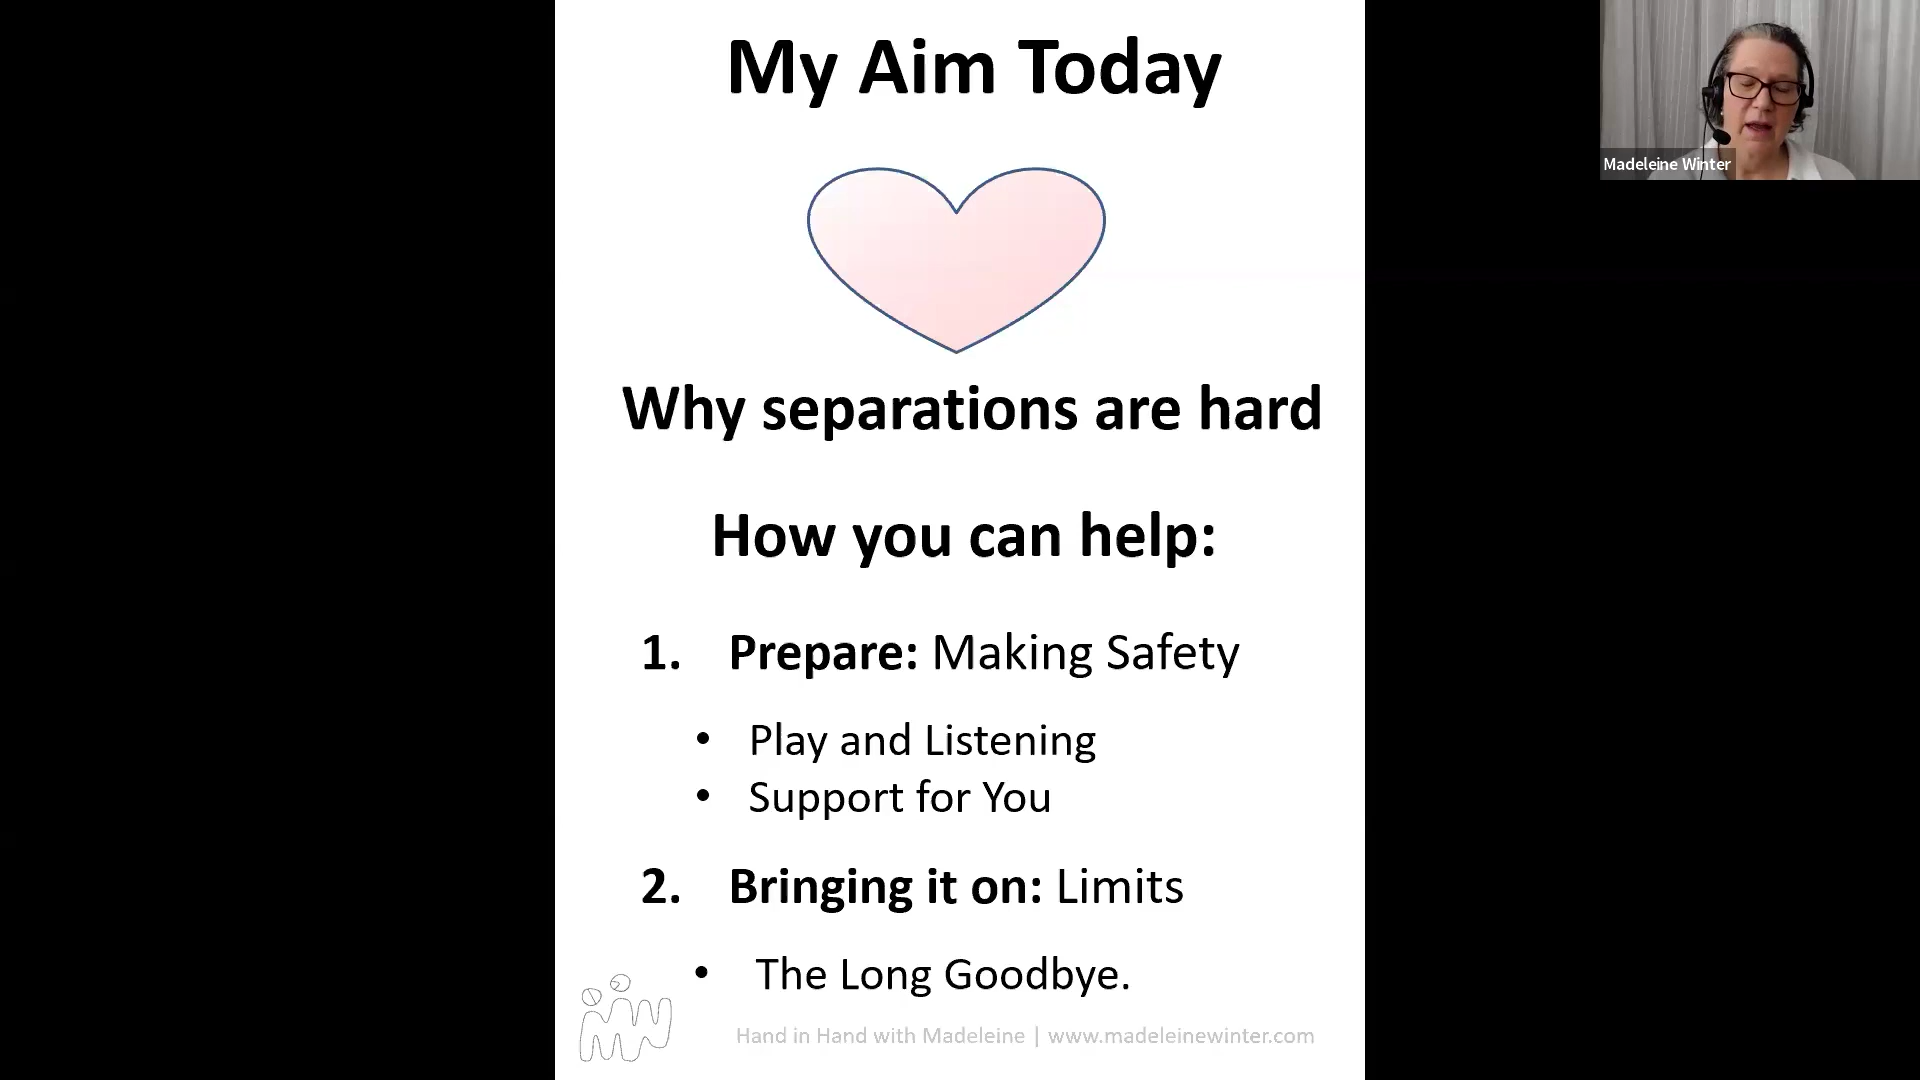 My Aim Today
Madeleine Winter
Why separations are hard
How you can help:
1. Prepare: Making Safety
• Play and Listening
• Support for You
2. Bringing it on: Limits
• The Long Goodbye.
Hand in Hand with Madeleine | www.madeleinewinter.com